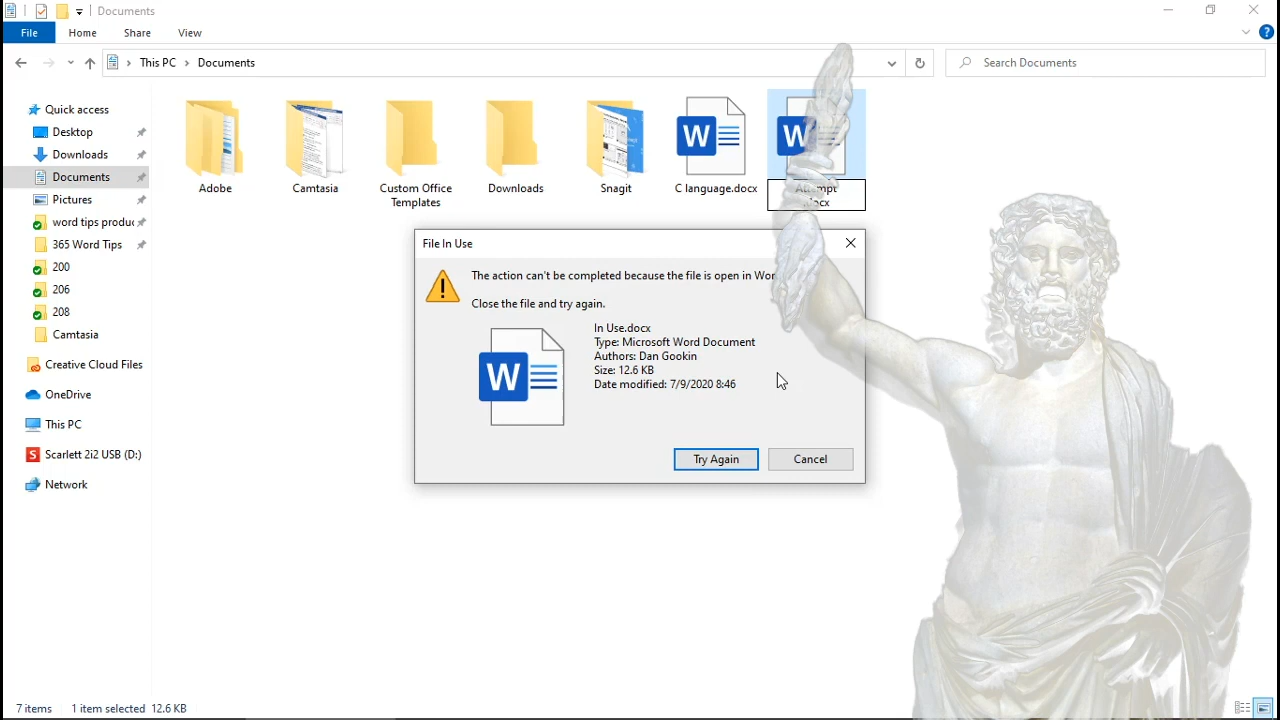 Documents
File Home Share View
This PC Documents
Search Documents
Quick access
Desktop
Downloads
Documents
Pictures
word tips produc
365 Word Tips
200
206
208
Camtasia
Creative Cloud Files
OneDrive
This PC
Scarlett 2i2 USB (D:)
Network
Adobe
Camtasia
Custom Office
Templates
Downloads
Snagit
C language.docx
Attempt
File In Use
The action can't be completed because the file is open in Wor
Close the file and try again.
W
In Use.docx
Type: Microsoft Word Document
Authors: Dan Gookin
Size: 12.6 KB
Date modified: 7/9/2020 8:46
Try Again Cancel
7 items 1 item selected 12.6 KB